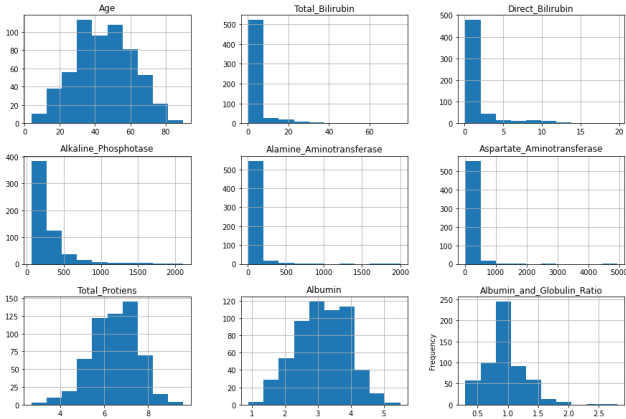 Age
Total_Bilirubin
Direct_Bilirubin
100
80
60
40
20
0
0 20 40 60 80
500
400
300
200
100
0
0 20 40 60
500
400
300
200
100
0
0 5 10 15 20
Alkaline_Phosphotase
Alamine_Aminotransferase
Aspartate_Aminotransferase
400
300
200
100
0
0 500 1000 1500 2000
500
400
300
200
100
0
0 500 1000 1500 2000
500
400
300
200
100
0
0 1000 2000 3000 4000 5000
Total_Protiens
Albumin
Albumin_and_Globulin_Ratio
150
125
100
75
50
25
0
4 6 8
120
100
80
60
40
20
0
1 2 3 4 5
Frequency
250
200
150
100
50
0
0.5 1.0 1.5 2.0 2.5